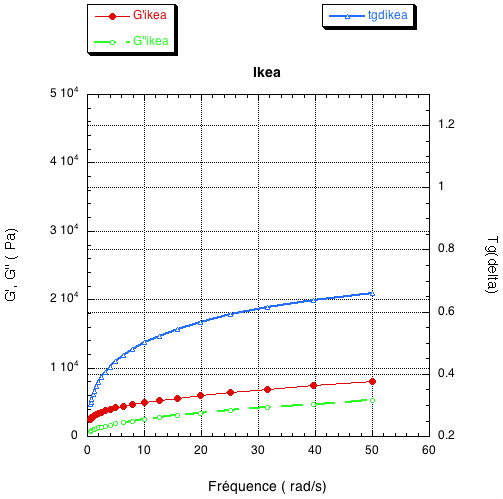 G'ikea
G"ikea
tgdikea
Ikea
5 10⁴
4 10⁴
3 10⁴
2 10⁴
1 10⁴
0
G', G" ( Pa)
1.2
1
0.8
0.6
0.4
0.2
Tg(delta)
0 10 20 30 40 50 60
Fréquence ( rad/s)